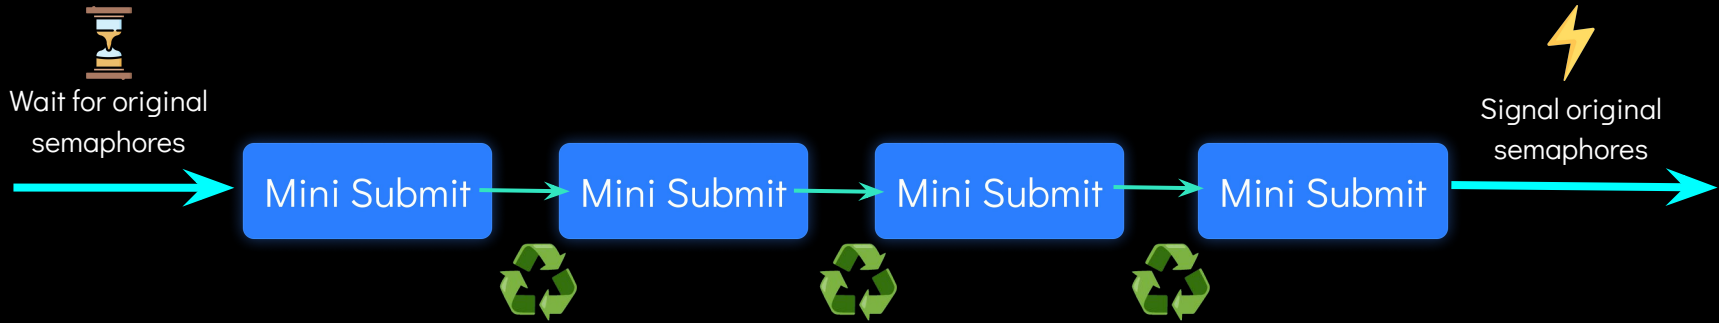 Wait for original
semaphores
Mini Submit
Mini Submit
Mini Submit
Mini Submit
Signal original
semaphores